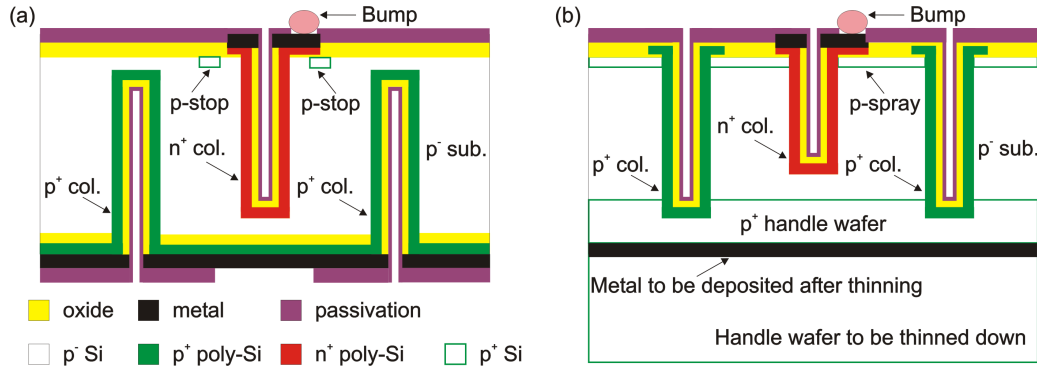 (a)
Bump
p-stop
p-stop
n⁺ col.
p⁻ sub.
p⁺ col.
p⁺ col.
oxide
metal
passivation
p⁻ Si
p⁺ poly-Si
n⁺ poly-Si
p⁺ Si
(b)
Bump
p-spray
n⁺ col.
p⁻ sub.
p⁺ col.
p⁺ col.
p⁺ handle wafer
Metal to be deposited after thinning
Handle wafer to be thinned down